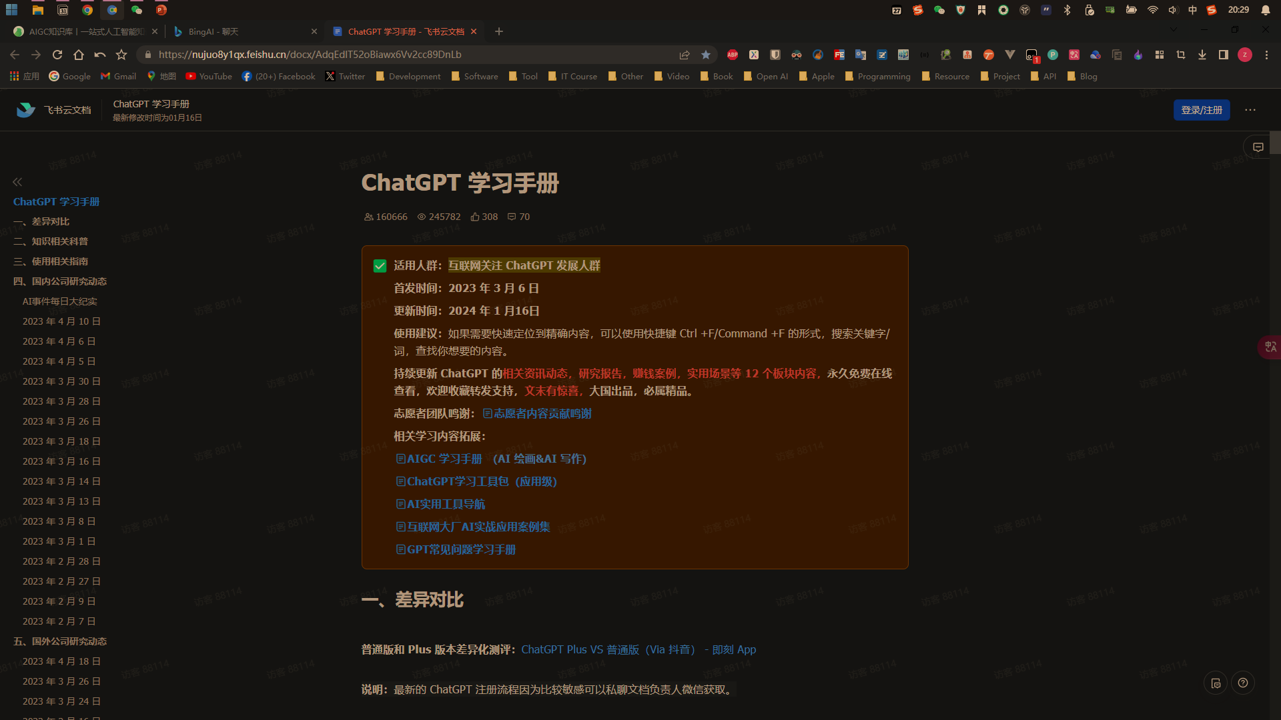 20:29
AIGC知识库丨一站式人工智能知
BingAI - 聊天
ChatGPT 学习手册 - 飞书云文档
https://nujuo8y1qx.feishu.cn/docx/AdqEdIT52oBlawx6Vv2cc89DnLb
应用
Google
Gmail
地图
YouTube
(20+) Facebook
Twitter
Development
Software
Tool
IT Course
Other
Video
Book
Open AI
Apple
Programming
Resource
Project
API
Blog
飞书云文档
ChatGPT 学习手册
最新修改时间为01月16日
登录/注册
ChatGPT 学习手册
一、差异对比
二、知识相关科普
三、使用相关指南
四、国内公司研究动态
AI事件每日大纪实
2023 年 4 月 10 日
2023 年 4 月 6 日
2023 年 4 月 5 日
2023 年 3 月 30 日
2023 年 3 月 28 日
2023 年 3 月 26 日
2023 年 3 月 18 日
2023 年 3 月 16 日
2023 年 3 月 14 日
2023 年 3 月 13 日
2023 年 3 月 8 日
2023 年 3 月 1 日
2023 年 2 月 28 日
2023 年 2 月 27 日
2023 年 2 月 9 日
2023 年 2 月 7 日
五、国外公司研究动态
2023 年 4 月 18 日
2023 年 3 月 26 日
2023 年 3 月 24 日
ChatGPT 学习手册
160666 245782 308 70
适用人群：互联网关注 ChatGPT 发展人群
首发时间：2023 年 3 月 6 日
更新时间：2024 年 1 月16日
使用建议：如果需要快速定位到精确内容，可以使用快捷键 Ctrl +F/Command +F 的形式，搜索关键字/
词，查找你想要的内容。
持续更新 ChatGPT 的相关资讯动态，研究报告，赚钱案例，实用场景等 12 个板块内容，永久免费在线
查看，欢迎收藏转发支持，文末有惊喜，大国出品，必属精品。
志愿者团队鸣谢：志愿者内容贡献鸣谢
相关学习内容拓展：
AIGC 学习手册 （AI 绘画&AI 写作）
ChatGPT学习工具包（应用级）
AI实用工具导航
互联网大厂AI实战应用案例集
GPT常见问题学习手册
一、差异对比
普通版和 Plus 版本差异化测评：ChatGPT Plus VS 普通版（Via 抖音） - 即刻 App
说明：最新的 ChatGPT 注册流程因为比较敏感可以私聊文档负责人微信获取。
访客 88114